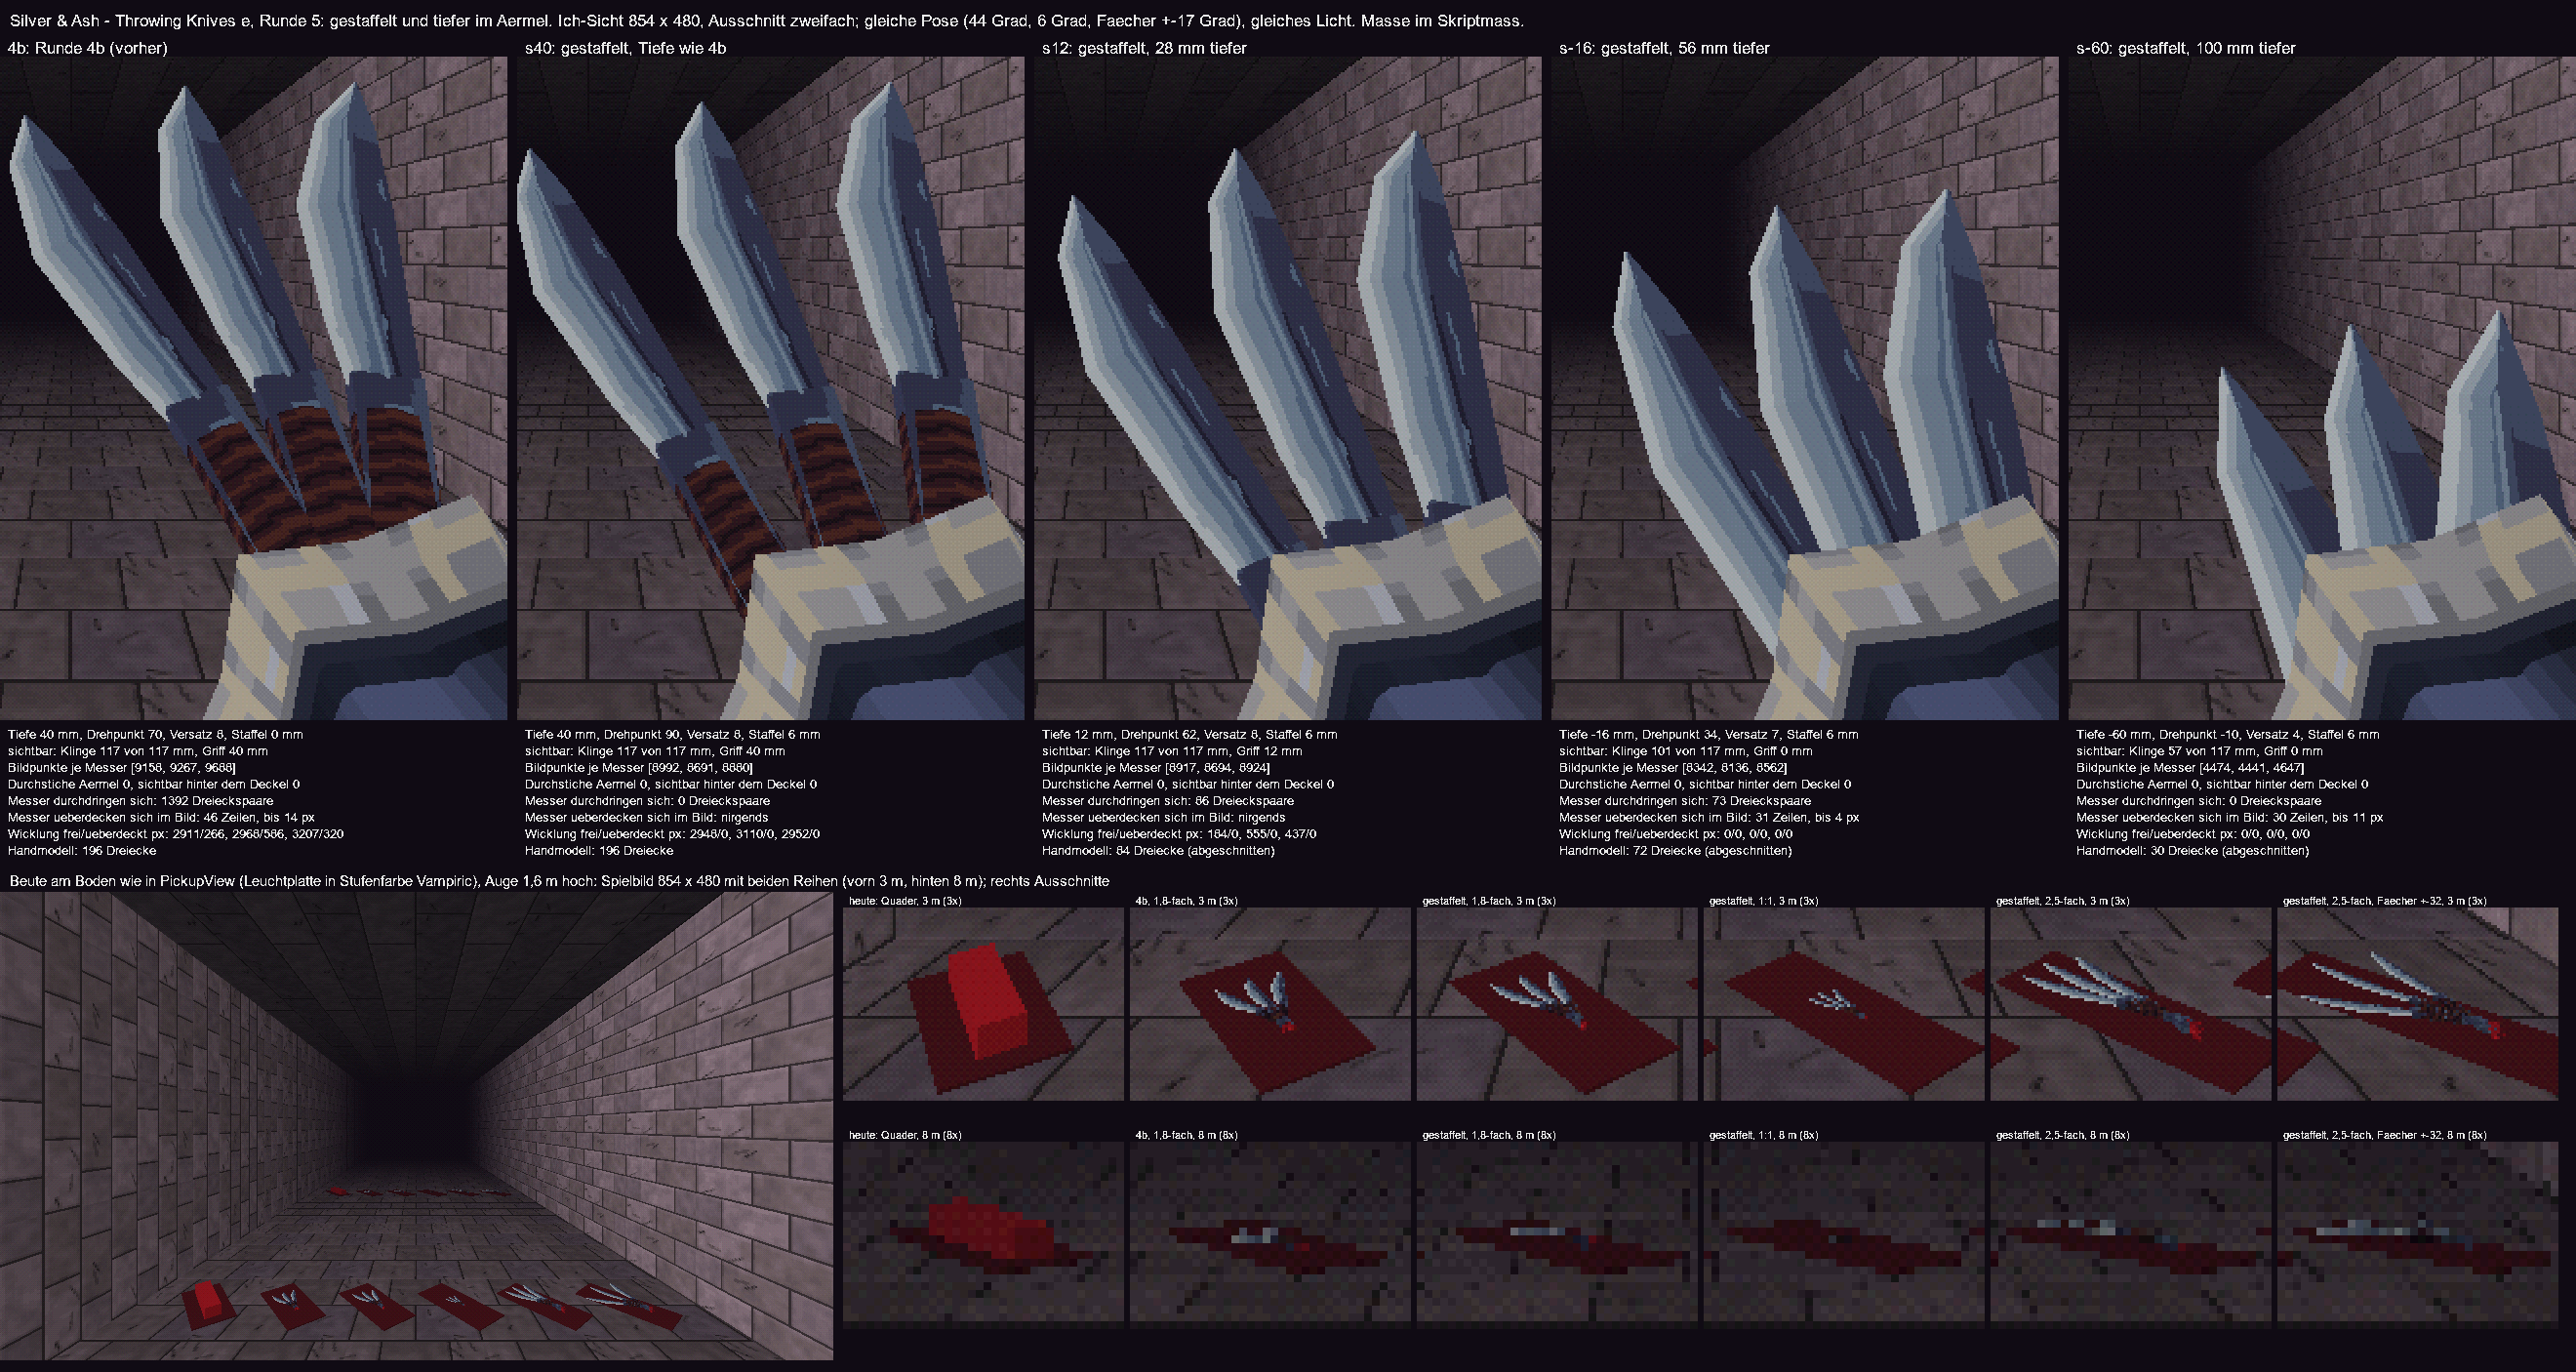 Silver & Ash - Throwing Knives e, Runde 5: gestaffelt und tiefer im Aermel. Ich-Sicht 854 x 480, Ausschnitt zweifach; gleiche Pose (44 Grad, 6 Grad, Faecher +-17 Grad), gleiches Licht. Masse im Skriptmass.
4b: Runde 4b (vorher)
s40: gestaffelt, Tiefe wie 4b
s12: gestaffelt, 28 mm tiefer
s-16: gestaffelt, 56 mm tiefer
s-60: gestaffelt, 100 mm tiefer
Tiefe 40 mm, Drehpunkt 70, Versatz 8, Staffel 0 mm
sichtbar: Klinge 117 von 117 mm, Griff 40 mm
Bildpunkte je Messer [9158, 9267, 9688]
Durchstiche Aermel 0, sichtbar hinter dem Deckel 0
Messer durchdringen sich: 1392 Dreieckspaare
Messer ueberdecken sich im Bild: 46 Zeilen, bis 14 px
Wicklung frei/ueberdeckt px: 2911/266, 2968/586, 3207/320
Handmodell: 196 Dreiecke
Tiefe 40 mm, Drehpunkt 90, Versatz 8, Staffel 6 mm
sichtbar: Klinge 117 von 117 mm, Griff 40 mm
Bildpunkte je Messer [8992, 8691, 8880]
Durchstiche Aermel 0, sichtbar hinter dem Deckel 0
Messer durchdringen sich: 0 Dreieckspaare
Messer ueberdecken sich im Bild: nirgends
Wicklung frei/ueberdeckt px: 2948/0, 3110/0, 2952/0
Handmodell: 196 Dreiecke
Tiefe 12 mm, Drehpunkt 62, Versatz 8, Staffel 6 mm
sichtbar: Klinge 117 von 117 mm, Griff 12 mm
Bildpunkte je Messer [8917, 8694, 8924]
Durchstiche Aermel 0, sichtbar hinter dem Deckel 0
Messer durchdringen sich: 86 Dreieckspaare
Messer ueberdecken sich im Bild: nirgends
Wicklung frei/ueberdeckt px: 184/0, 555/0, 437/0
Handmodell: 84 Dreiecke (abgeschnitten)
Tiefe -16 mm, Drehpunkt 34, Versatz 7, Staffel 6 mm
sichtbar: Klinge 101 von 117 mm, Griff 0 mm
Bildpunkte je Messer [8342, 8136, 8562]
Durchstiche Aermel 0, sichtbar hinter dem Deckel 0
Messer durchdringen sich: 73 Dreieckspaare
Messer ueberdecken sich im Bild: 31 Zeilen, bis 4 px
Wicklung frei/ueberdeckt px: 0/0, 0/0, 0/0
Handmodell: 72 Dreiecke (abgeschnitten)
Tiefe -60 mm, Drehpunkt -10, Versatz 4, Staffel 6 mm
sichtbar: Klinge 57 von 117 mm, Griff 0 mm
Bildpunkte je Messer [4474, 4441, 4647]
Durchstiche Aermel 0, sichtbar hinter dem Deckel 0
Messer durchdringen sich: 0 Dreieckspaare
Messer ueberdecken sich im Bild: 30 Zeilen, bis 11 px
Wicklung frei/ueberdeckt px: 0/0, 0/0, 0/0
Handmodell: 30 Dreiecke (abgeschnitten)
Beute am Boden wie in PickupView (Leuchtplatte in Stufenfarbe Vampiric), Auge 1,6 m hoch: Spielbild 854 x 480 mit beiden Reihen (vorn 3 m, hinten 8 m); rechts Ausschnitte
heute: Quader, 3 m (3x)
4b, 1,8-fach, 3 m (3x)
gestaffelt, 1,8-fach, 3 m (3x)
gestaffelt, 1:1, 3 m (3x)
gestaffelt, 2,5-fach, 3 m (3x)
gestaffelt, 2,5-fach, Faecher +-32, 3 m (3x)
heute: Quader, 8 m (8x)
4b, 1,8-fach, 8 m (8x)
gestaffelt, 1,8-fach, 8 m (8x)
gestaffelt, 1:1, 8 m (8x)
gestaffelt, 2,5-fach, 8 m (8x)
gestaffelt, 2,5-fach, Faecher +-32, 8 m (8x)